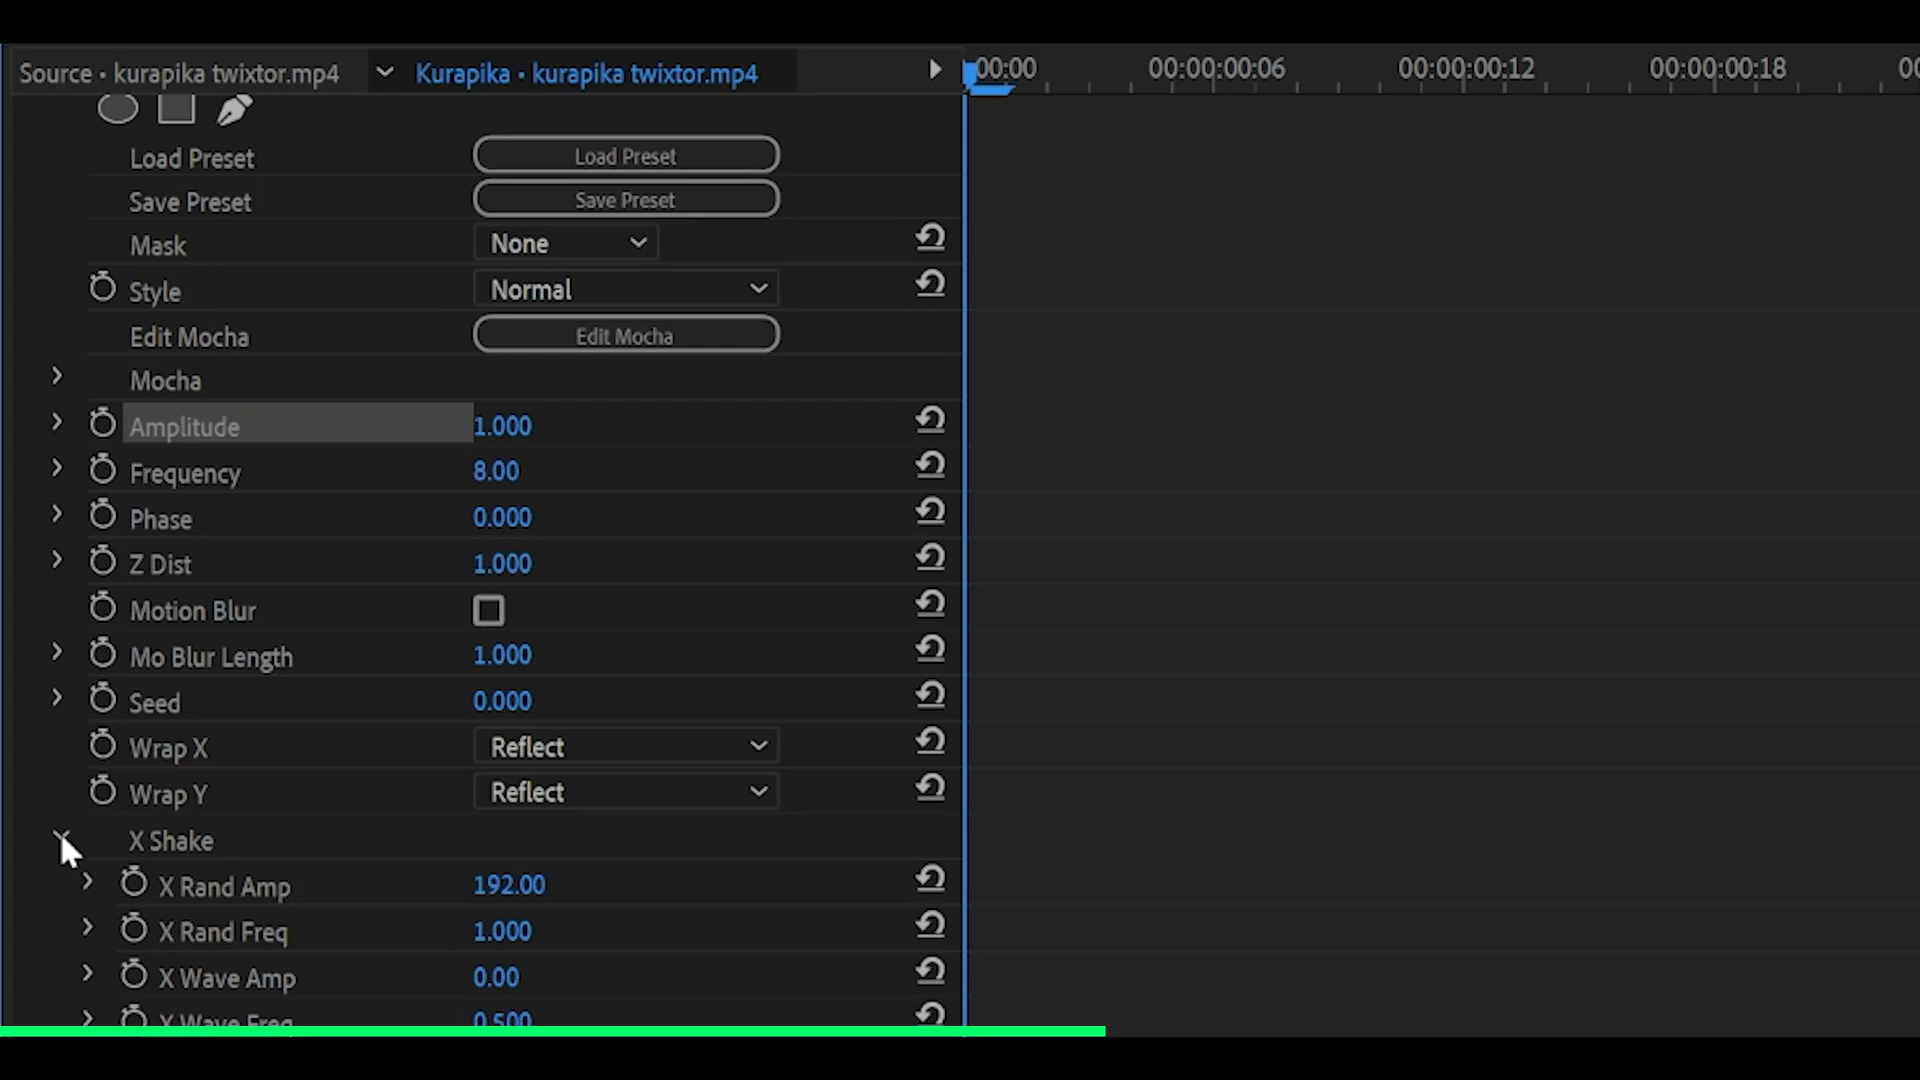 Source • kurapika twixtor.mp4 Kurapika • kurapika twixtor.mp4 00:00 00:00:00:06 00:00:00:12 00:00:00:18 00
Load Preset Load Preset
Save Preset Save Preset
Mask None
Style Normal
Edit Mocha Edit Mocha
Mocha
Amplitude 1.000
Frequency 8.00
Phase 0.000
Z Dist 1.000
Motion Blur
Mo Blur Length 1.000
Seed 0.000
Wrap X Reflect
Wrap Y Reflect
X Shake
X Rand Amp 192.00
X Rand Freq 1.000
X Wave Amp 0.00
X Wave Freq 0.500